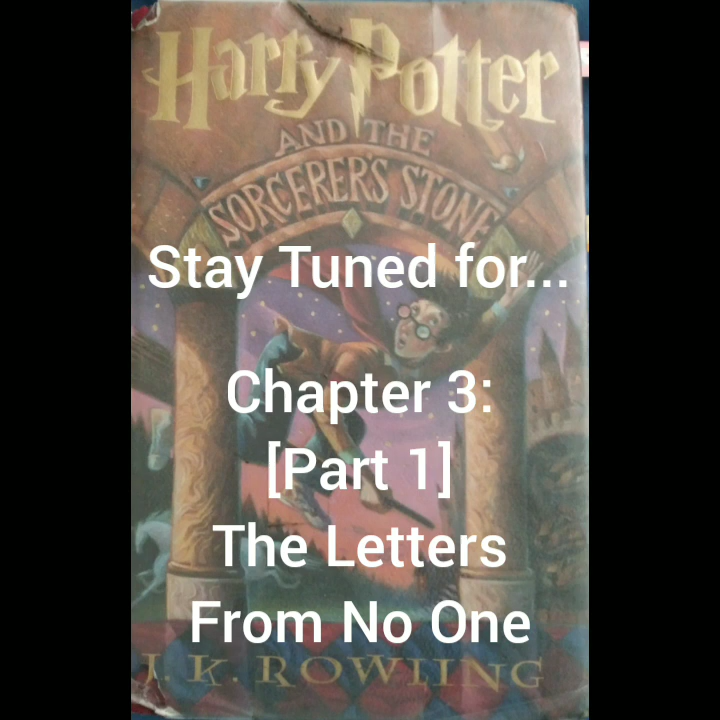 Harry Potter
AND THE
SORCERER'S STONE
Stay Tuned for...
Chapter 3:
[Part 1]
The Letters
From No One
J. K. ROWLING